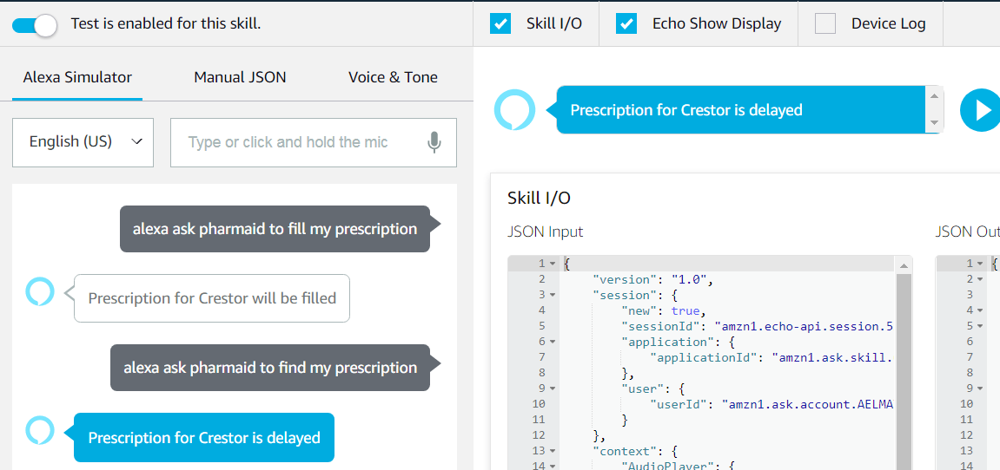 Test is enabled for this skill.
Skill I/O
Echo Show Display
Device Log
Alexa Simulator
Manual JSON
Voice & Tone
English (US)
Type or click and hold the mic
alexa ask pharmaid to fill my prescription
Prescription for Crestor will be filled
alexa ask pharmaid to find my prescription
Prescription for Crestor is delayed
Prescription for Crestor is delayed
Skill I/O
JSON Input
1 {
2 "version": "1.0",
3 "session": {
4 "new": true,
5 "sessionId": "amzn1.echo-api.session.5
6 "application": {
7 "applicationId": "amzn1.ask.skill.
8 },
9 "user": {
10 "userId": "amzn1.ask.account.AELMA
11 }
12 },
13 "context": {
14 "AudioPlayer": {
JSON Out
1 {
2
3
4
5
6
7
8
9
10
11
12
13
14